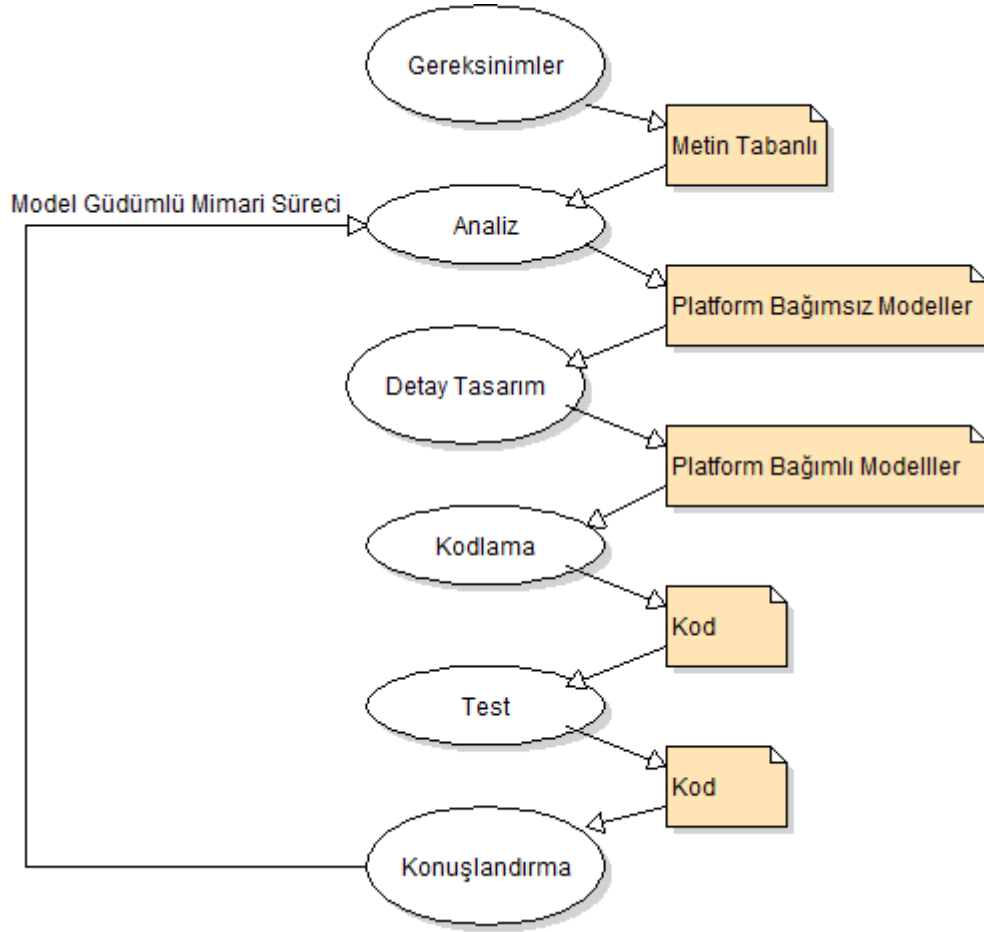 Gereksinimler
Metin Tabanlı
Model Güdümlü Mimari Süreci
Analiz
Platform Bağımsız Modeller
Detay Tasarım
Platform Bağımlı Modelller
Kodlama
Kod
Test
Kod
Konuşlandırma